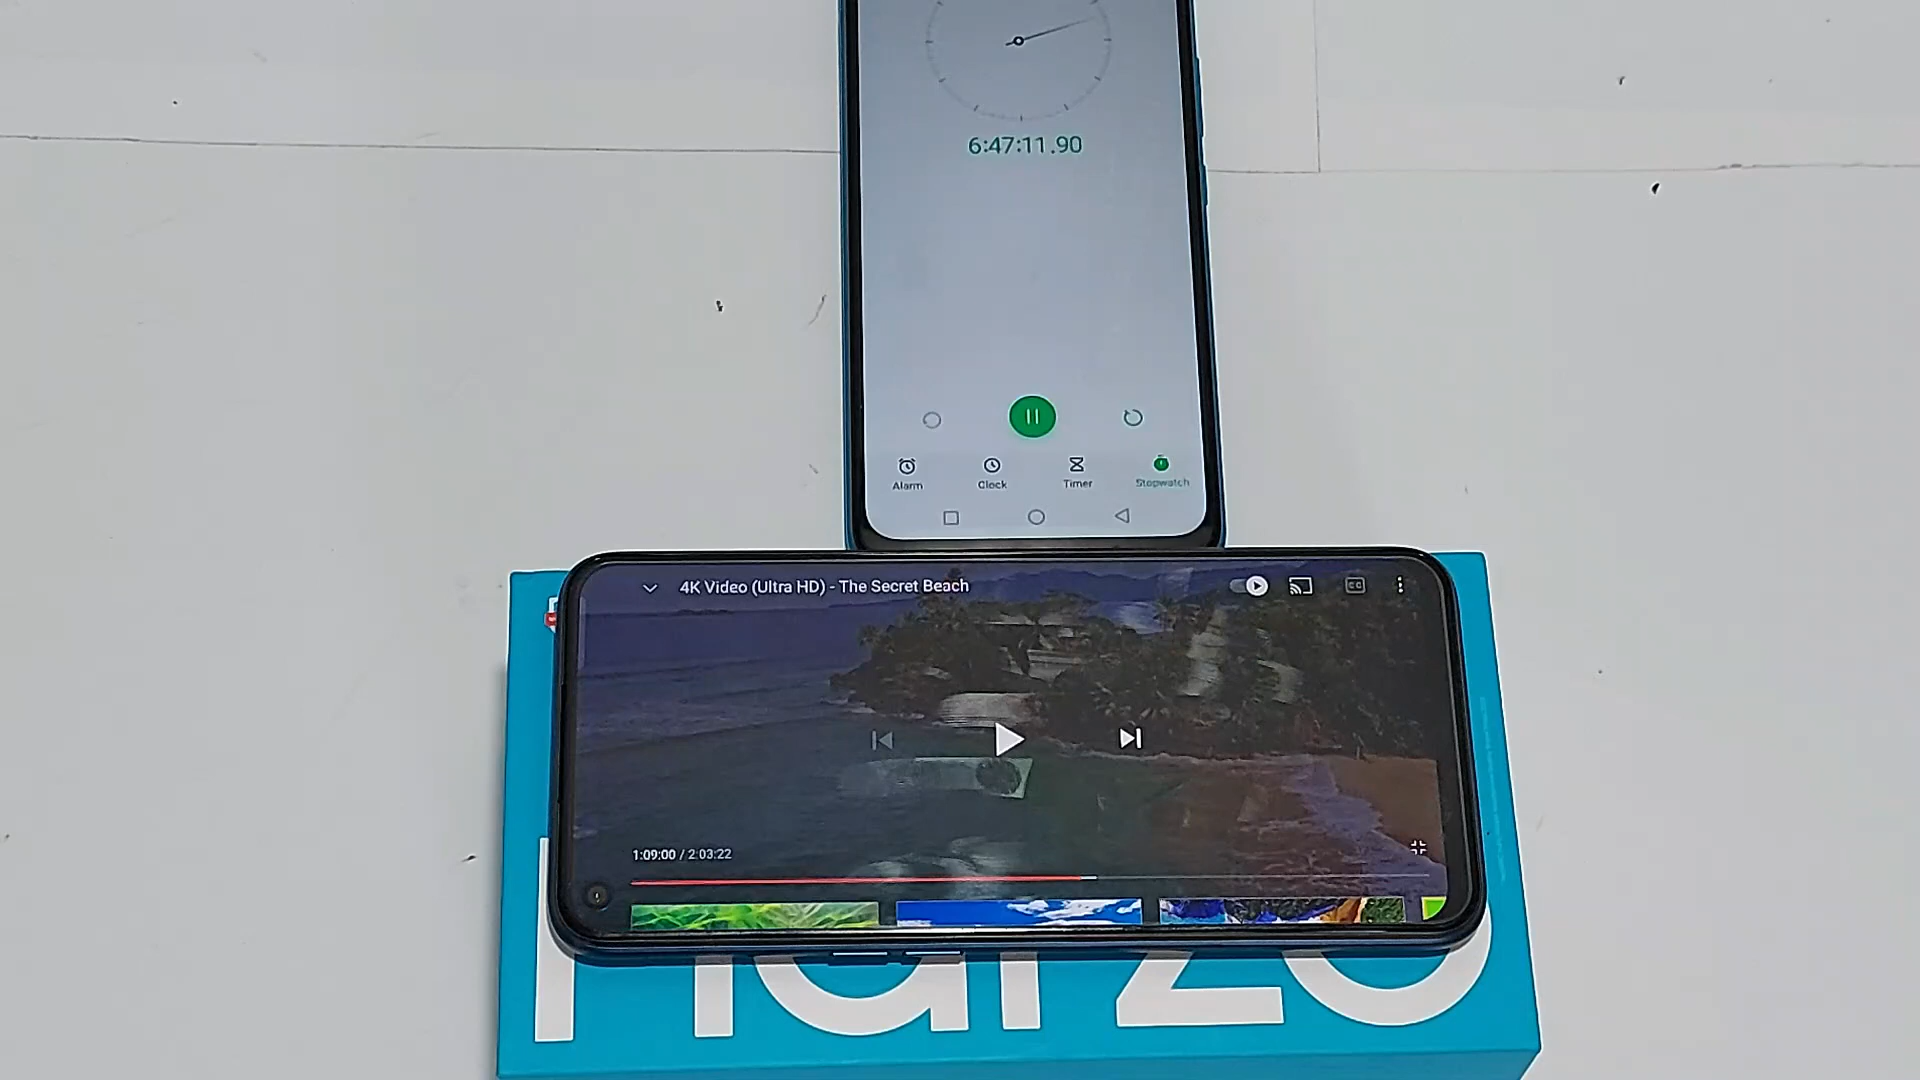 6:47:11.90
Alarm Clock Timer Stopwatch
4K Video (Ultra HD) - The Secret Beach
CC
1:09:00 / 2:03:22
narzo